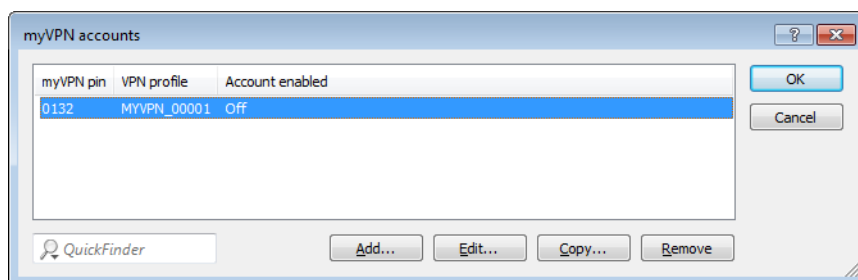 myVPN accounts
?
myVPN pin VPN profile Account enabled
0132 MYVPN_00001 Off
OK
Cancel
QuickFinder
Add... Edit... Copy... Remove